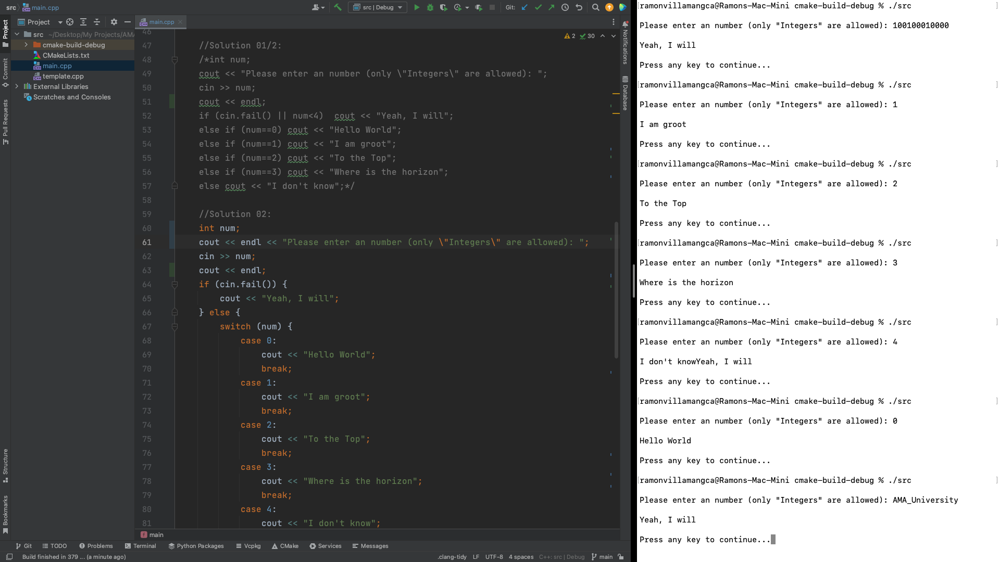 src main.cpp
src | Debug Git:
Project
main.cpp
src ~/Desktop/My Projects/AMA
cmake-build-debug
CMakeLists.txt
main.cpp
template.cpp
External Libraries
Scratches and Consoles
Project
Commit
Pull Requests
Structure
Bookmarks
2 30
46
47 //Solution 01/2:
48 /*int num;
49 cout << "Please enter an number (only \"Integers\" are allowed): ";
50 cin >> num;
51 cout << endl;
52 if (cin.fail() || num<4)  cout << "Yeah, I will";
53 else if (num==0) cout << "Hello World";
54 else if (num==1) cout << "I am groot";
55 else if (num==2) cout << "To the Top";
56 else if (num==3) cout << "Where is the horizon";
57 else cout << "I don't know";*/
58
59 //Solution 02:
60 int num;
61 cout << endl << "Please enter an number (only \"Integers\" are allowed): ";
62 cin >> num;
63 cout << endl;
64 if (cin.fail()) {
65 cout << "Yeah, I will";
66 } else {
67 switch (num) {
68 case 0:
69 cout << "Hello World";
70 break;
71 case 1:
72 cout << "I am groot";
73 break;
74 case 2:
75 cout << "To the Top";
76 break;
77 case 3:
78 cout << "Where is the horizon";
79 break;
80 case 4:
81 cout << "I don't know";
f main
Notifications
Database
Git TODO Problems Terminal Python Packages Vcpkg CMake Services Messages
Build finished in 379 ... (a minute ago) .clang-tidy LF UTF-8 4 spaces C++: src | Debug main
[ramonvillamangca@Ramons-Mac-Mini cmake-build-debug % ./src ]
Please enter an number (only "Integers" are allowed): 100100010000
Yeah, I will
Press any key to continue...
[ramonvillamangca@Ramons-Mac-Mini cmake-build-debug % ./src ]
Please enter an number (only "Integers" are allowed): 1
I am groot
Press any key to continue...
[ramonvillamangca@Ramons-Mac-Mini cmake-build-debug % ./src ]
Please enter an number (only "Integers" are allowed): 2
To the Top
Press any key to continue...
[ramonvillamangca@Ramons-Mac-Mini cmake-build-debug % ./src ]
Please enter an number (only "Integers" are allowed): 3
Where is the horizon
Press any key to continue...
[ramonvillamangca@Ramons-Mac-Mini cmake-build-debug % ./src ]
Please enter an number (only "Integers" are allowed): 4
I don't knowYeah, I will
Press any key to continue...
[ramonvillamangca@Ramons-Mac-Mini cmake-build-debug % ./src ]
Please enter an number (only "Integers" are allowed): 0
Hello World
Press any key to continue...
[ramonvillamangca@Ramons-Mac-Mini cmake-build-debug % ./src ]
Please enter an number (only "Integers" are allowed): AMA_University
Yeah, I will
Press any key to continue...